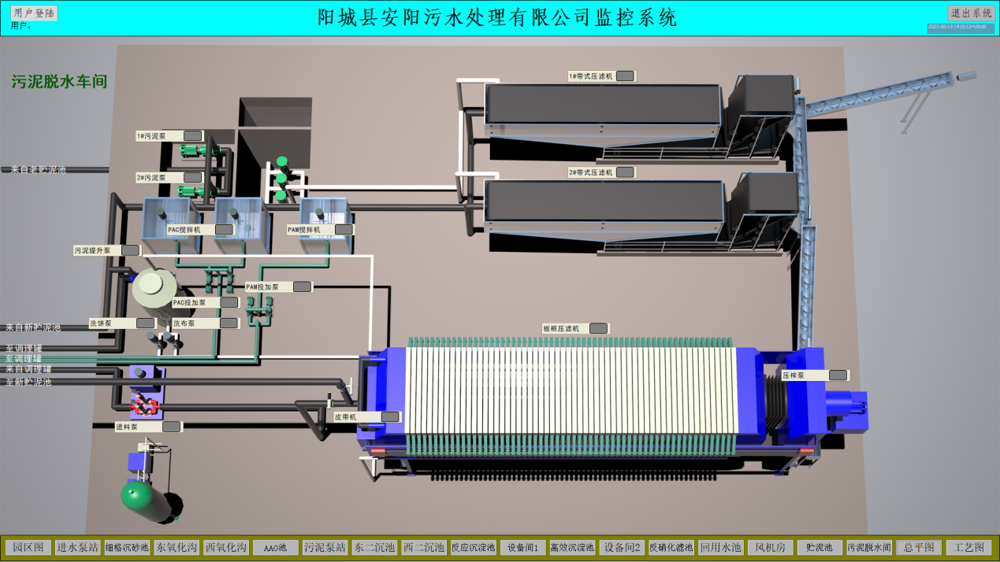 用户登陆
阳城县安阳污水处理有限公司监控系统
退出系统
用户：
污泥脱水车间
1#带式压滤机
1#污泥泵
来自老贮泥池
2#污泥泵
2#带式压滤机
PAC搅拌机
PAM搅拌机
污泥提升泵
PAM投加泵
PAC投加泵
洗饼泵
洗布泵
来自新贮泥池
板框压滤机
至调理罐
至调理罐
来自调理罐
至新贮泥池
压榨泵
皮带机
进料泵
园区图
进水泵站
细格沉砂池
东氧化沟
西氧化沟
AAO池
污泥泵站
东二沉池
西二沉池
反应沉淀池
设备间1
高效沉淀池
设备间2
反硝化滤池
回用水池
风机房
贮泥池
污泥脱水间
总平图
工艺图